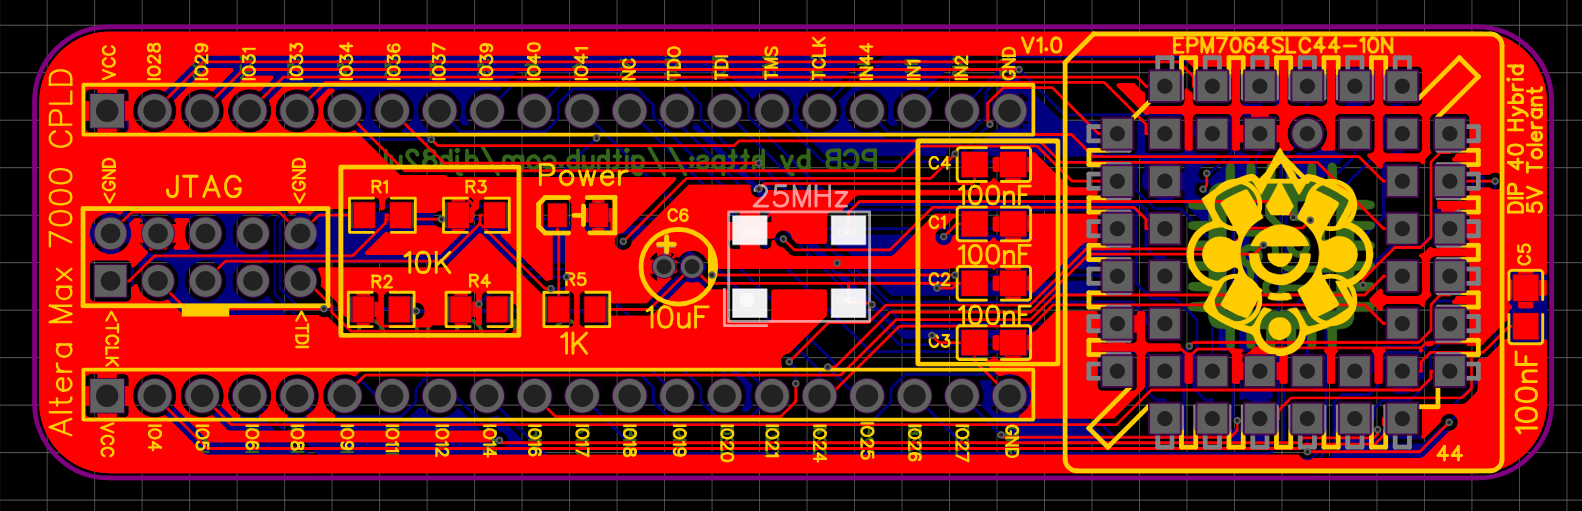 VCC IO28 IO29 IO31 IO33 IO34 IO36 IO37 IO39 IO40 IO41 NC TDO TDI TMS TCLK IN44 IN1 IN2 GND
V1.0
EPM7064SLC44-10N
Altera Max 7000 CPLD
PCB by https://github.com/djb82u
>GND
JTAG
>GND
<TCLK
<TDI
R1
R3
10K
R2
R4
Power
R5
1K
C6
+
10uF
25MHz
C4
100nF
C1
100nF
C2
100nF
C3
DIP 40 Hybrid
5V Tolerant
C5
100nF
44
VCC IO4 IO5 IO6 IO8 IO9 IO11 IO12 IO14 IO16 IO17 IO18 IO19 IO20 IO21 IO24 IO25 IO26 IO27 GND